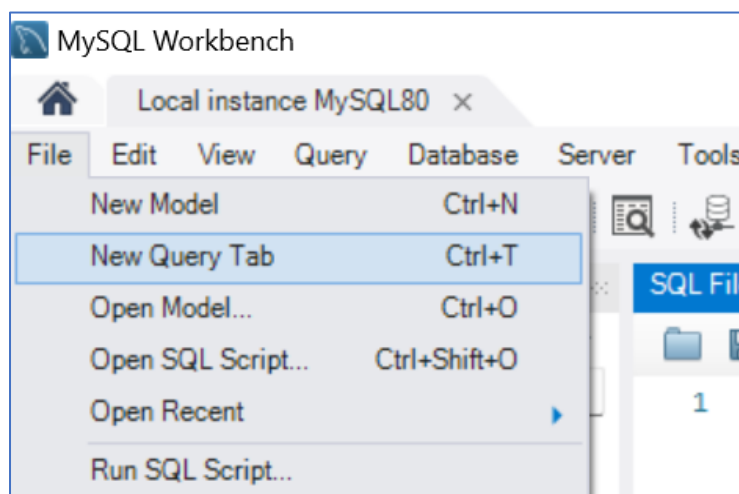 MySQL Workbench
Local instance MySQL80 ×
File Edit View Query Database Server Tools
New Model Ctrl+N
New Query Tab Ctrl+T
SQL Fil
Open Model... Ctrl+O
Open SQL Script... Ctrl+Shift+O
Open Recent
1
Run SQL Script...